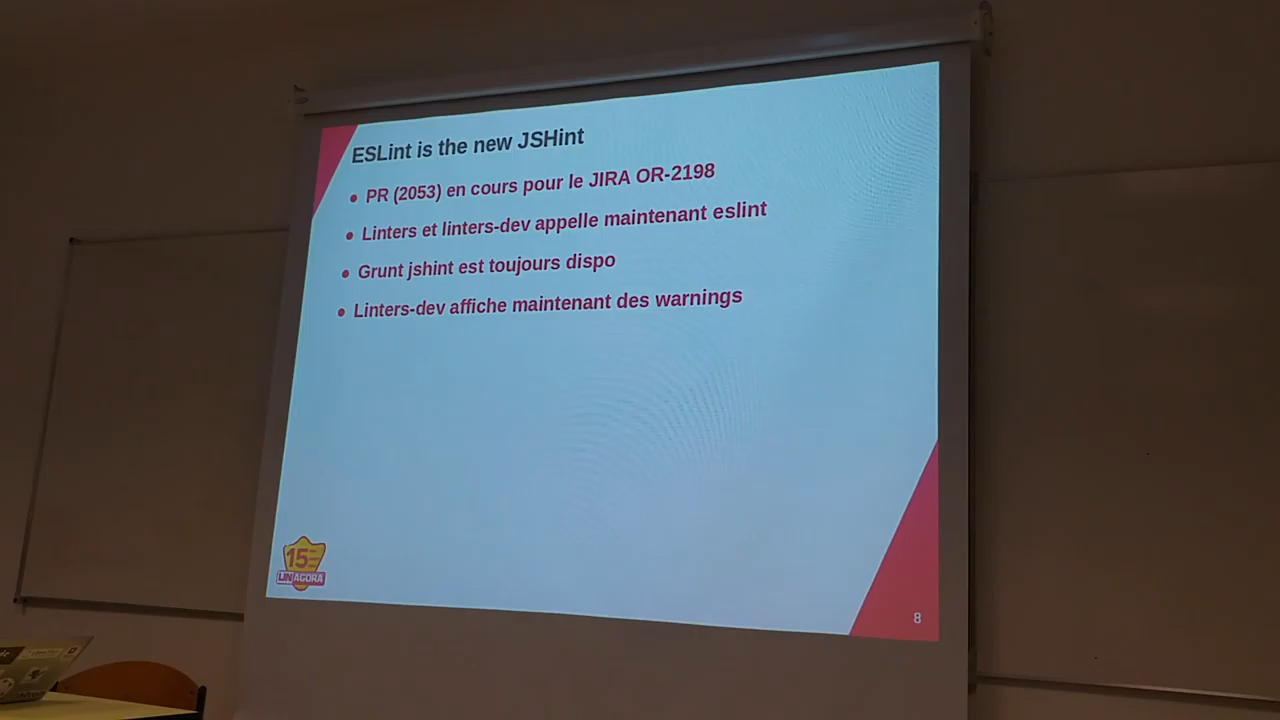 ESLint is the new JSHint
• PR (2053) en cours pour le JIRA OR-2198
• Linters et linters-dev appelle maintenant eslint
• Grunt jshint est toujours dispo
• Linters-dev affiche maintenant des warnings
15
LINAGORA
8